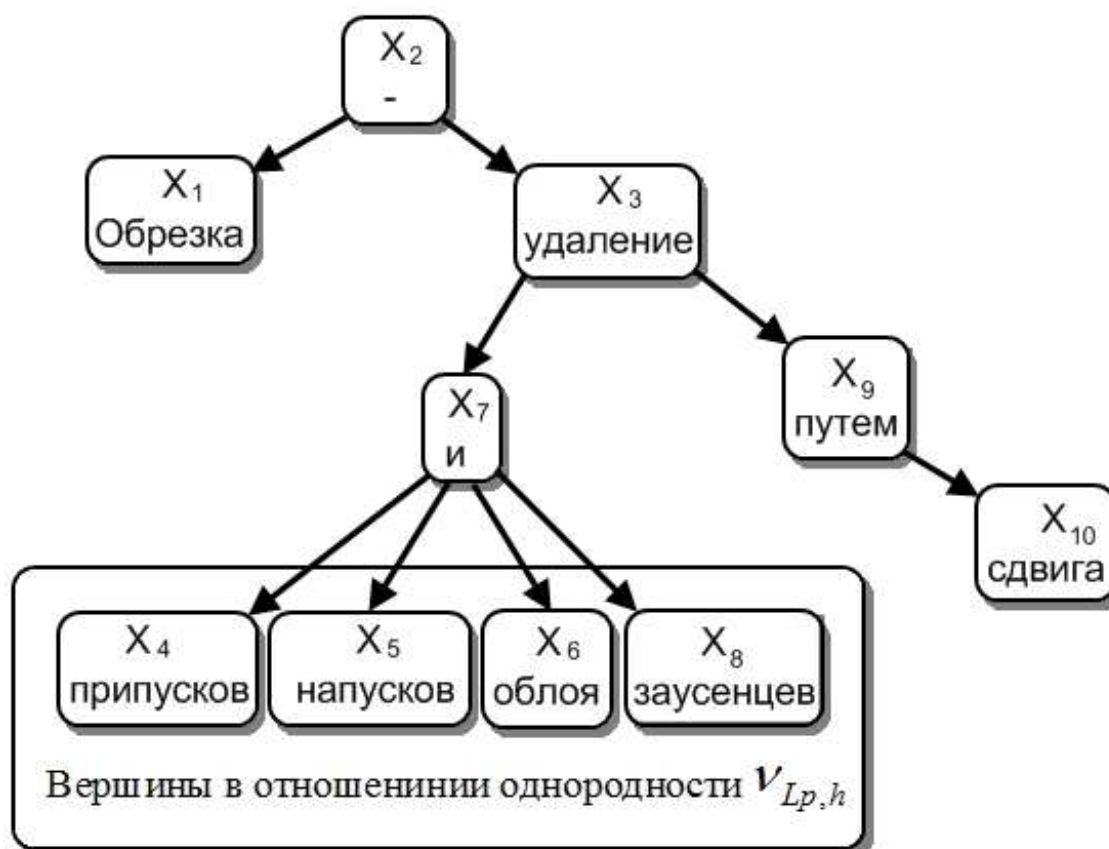 X₂
-
X₁
Обрезка
X₃
удаление
X₇
и
X₉
путем
X₁₀
сдвига
X₄
припусков
X₅
напусков
X₆
облоя
X₈
заусенцев
Вершины в отношенинии однородности 𝝂Lp,h